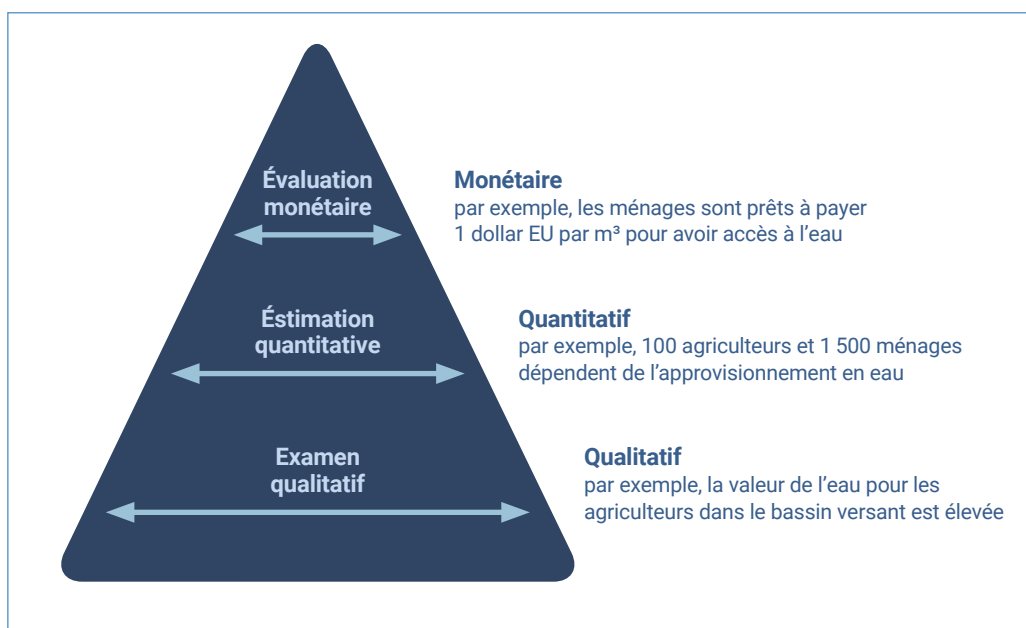 Évaluation
monétaire
Monétaire
par exemple, les ménages sont prêts à payer
1 dollar EU par m³ pour avoir accès à l’eau
Éstimation
quantitative
Quantitatif
par exemple, 100 agriculteurs et 1 500 ménages
dépendent de l’approvisionnement en eau
Examen
qualitatif
Qualitatif
par exemple, la valeur de l’eau pour les
agriculteurs dans le bassin versant est élevée